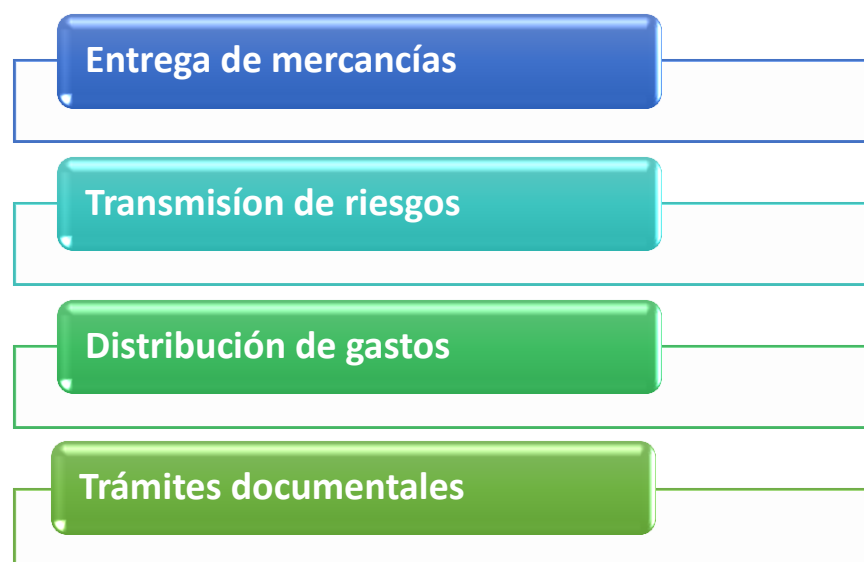 Entrega de mercancías
Transmisíon de riesgos
Distribución de gastos
Trámites documentales